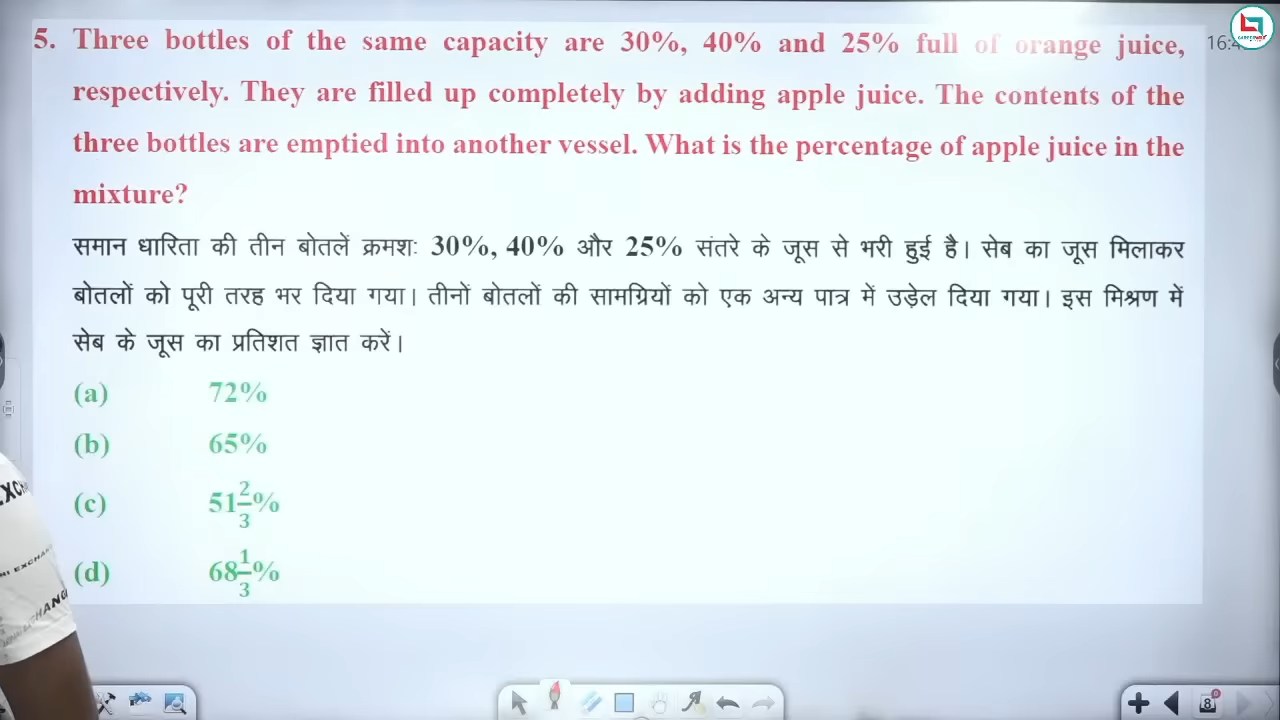 5. Three bottles of the same capacity are 30%, 40% and 25% full of orange juice,
respectively. They are filled up completely by adding apple juice. The contents of the
three bottles are emptied into another vessel. What is the percentage of apple juice in the
mixture?
समान धारिता की तीन बोतलें क्रमशः 30%, 40% और 25% संतरे के जूस से भरी हुई है। सेब का जूस मिलाकर
बोतलों को पूरी तरह भर दिया गया। तीनों बोतलों की सामग्रियों को एक अन्य पात्र में उड़ेल दिया गया। इस मिश्रण में
सेब के जूस का प्रतिशत ज्ञात करें।
(a) 72%
(b) 65%
(c) 51 2/3%
(d) 68 1/3%
8